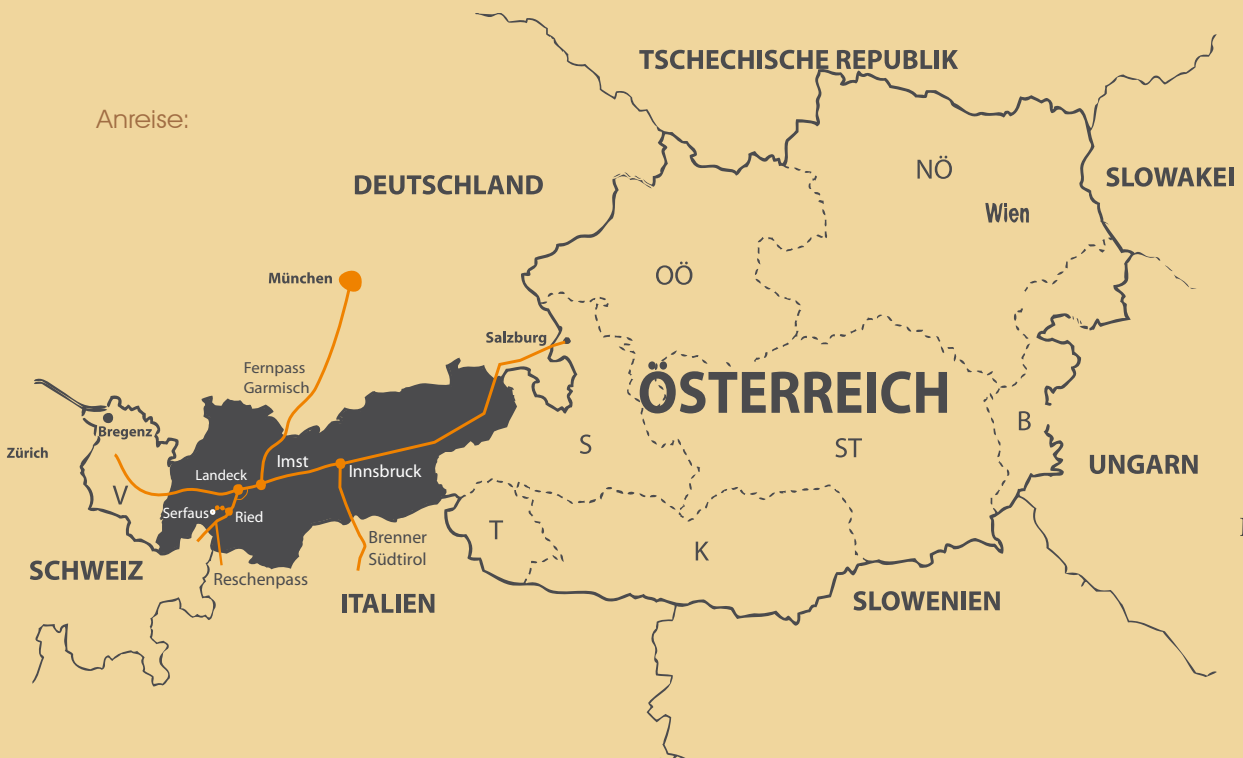 TSCHECHISCHE REPUBLIK
Anreise:
NÖ
DEUTSCHLAND
SLOWAKEI
Wien
OÖ
München
Salzburg
Fernpass
Garmisch
ÖSTERREICH
Bregenz
B
Zürich
S
ST
Imst
UNGARN
Landeck
Innsbruck
V
Serfaus
Ried
T
Brenner
Südtirol
K
SCHWEIZ
Reschenpass
ITALIEN
SLOWENIEN